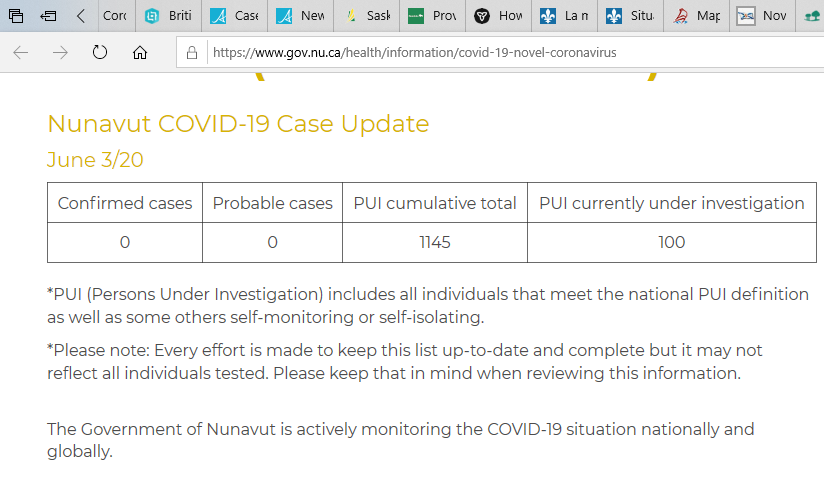 Coro
Briti
Case
New
Sask
Prov
How
La n
Situ
Map
Nov
https://www.gov.nu.ca/health/information/covid-19-novel-coronavirus
Nunavut COVID-19 Case Update
June 3/20
Confirmed cases Probable cases PUI cumulative total PUI currently under investigation
0 0 1145 100
*PUI (Persons Under Investigation) includes all individuals that meet the national PUI definition
as well as some others self-monitoring or self-isolating.
*Please note: Every effort is made to keep this list up-to-date and complete but it may not
reflect all individuals tested. Please keep that in mind when reviewing this information.
The Government of Nunavut is actively monitoring the COVID-19 situation nationally and
globally.